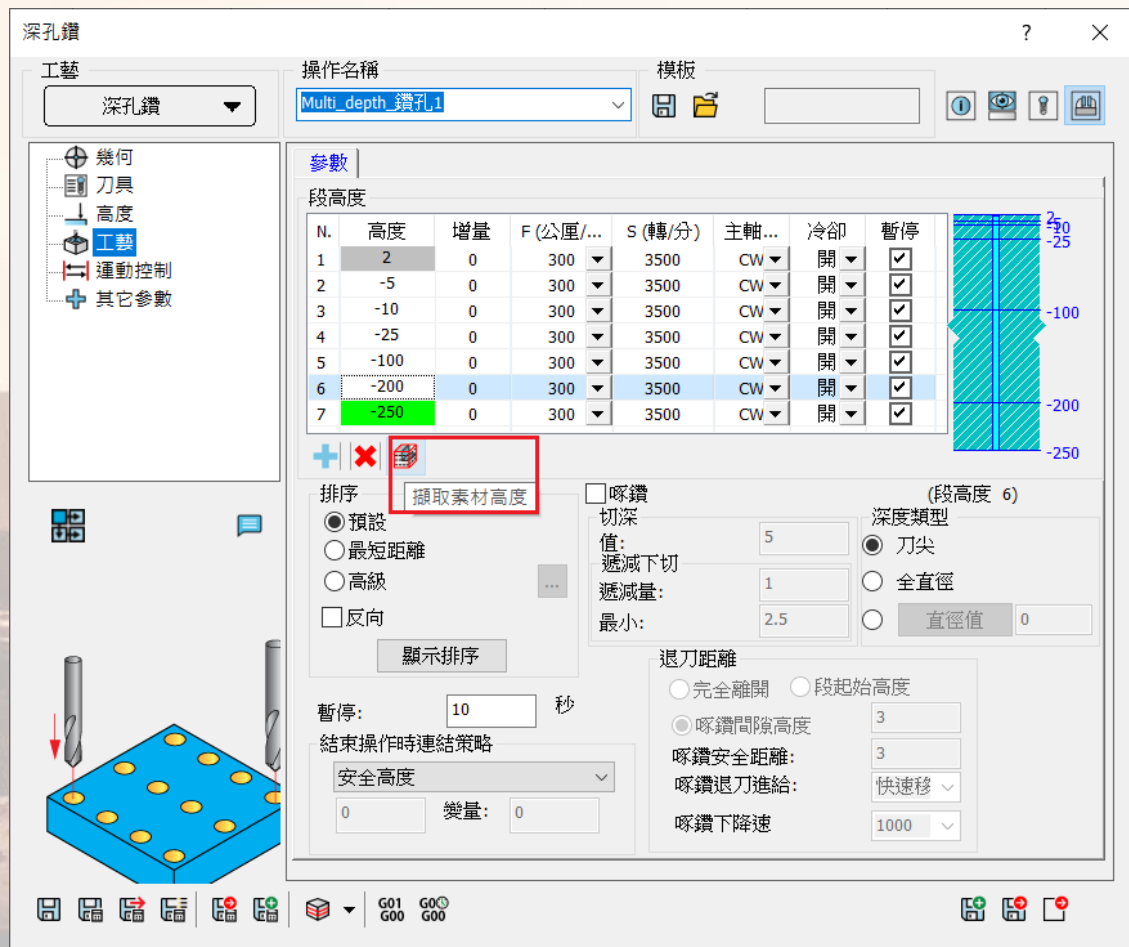 深孔鑽
?
工藝
深孔鑽
操作名稱
Multi_depth_鑽孔1
模板
幾何
刀具
高度
工藝
運動控制
其它參數
參數
段高度
N. 高度 增量 F (公厘/... S (轉/分) 主軸... 冷卻 暫停
1 2 0 300 3500 CW 開
2 -5 0 300 3500 CW 開
3 -10 0 300 3500 CW 開
4 -25 0 300 3500 CW 開
5 -100 0 300 3500 CW 開
6 -200 0 300 3500 CW 開
7 -250 0 300 3500 CW 開
-25
-100
-200
-250
擷取素材高度
排序
預設
最短距離
高級
...
反向
顯示排序
暫停: 10 秒
結束操作時連結策略
安全高度
0 變量: 0
啄鑽
(段高度 6)
切深
值: 5
遞減下切
遞減量: 1
最小: 2.5
深度類型
刀尖
全直徑
直徑值 0
退刀距離
完全離開 段起始高度
啄鑽間隙高度 3
啄鑽安全距離: 3
啄鑽退刀進給: 快速移
啄鑽下降速 1000
G01
G00
G00
G00